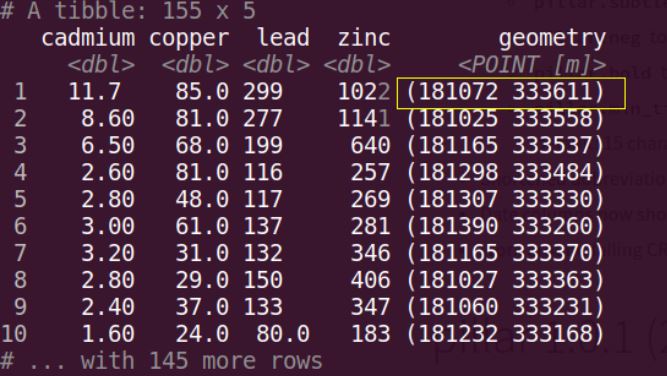 # A tibble: 155 x 5
cadmium copper lead zinc geometry
<dbl> <dbl> <dbl> <dbl> <POINT [m]>
1 11.7 85.0 299 1022 (181072 333611)
2 8.60 81.0 277 1141 (181025 333558)
3 6.50 68.0 199 640 (181165 333537)
4 2.60 81.0 116 257 (181298 333484)
5 2.80 48.0 117 269 (181307 333330)
6 3.00 61.0 137 281 (181390 333260)
7 3.20 31.0 132 346 (181165 333370)
8 2.80 29.0 150 406 (181027 333363)
9 2.40 37.0 133 347 (181060 333231)
10 1.60 24.0 80.0 183 (181232 333168)
# ... with 145 more rows